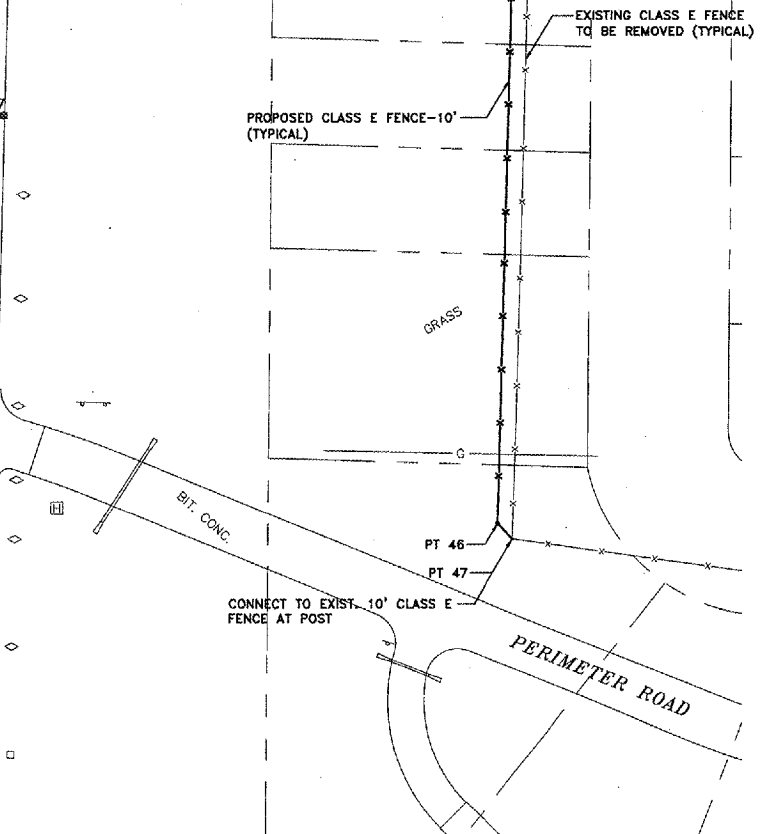 EXISTING CLASS E FENCE
TO BE REMOVED (TYPICAL)
PROPOSED CLASS E FENCE-10'
(TYPICAL)
GRASS
G
BIT. CONC.
H
PT 46
PT 47
CONNECT TO EXIST. 10' CLASS E
FENCE AT POST
PERIMETER ROAD